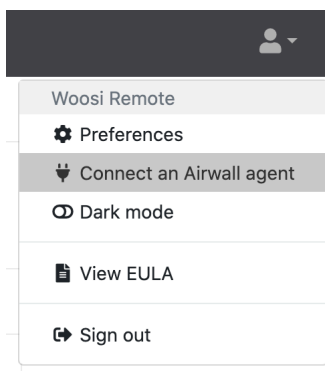 Woosi Remote
Preferences
Connect an Airwall agent
Dark mode
View EULA
Sign out